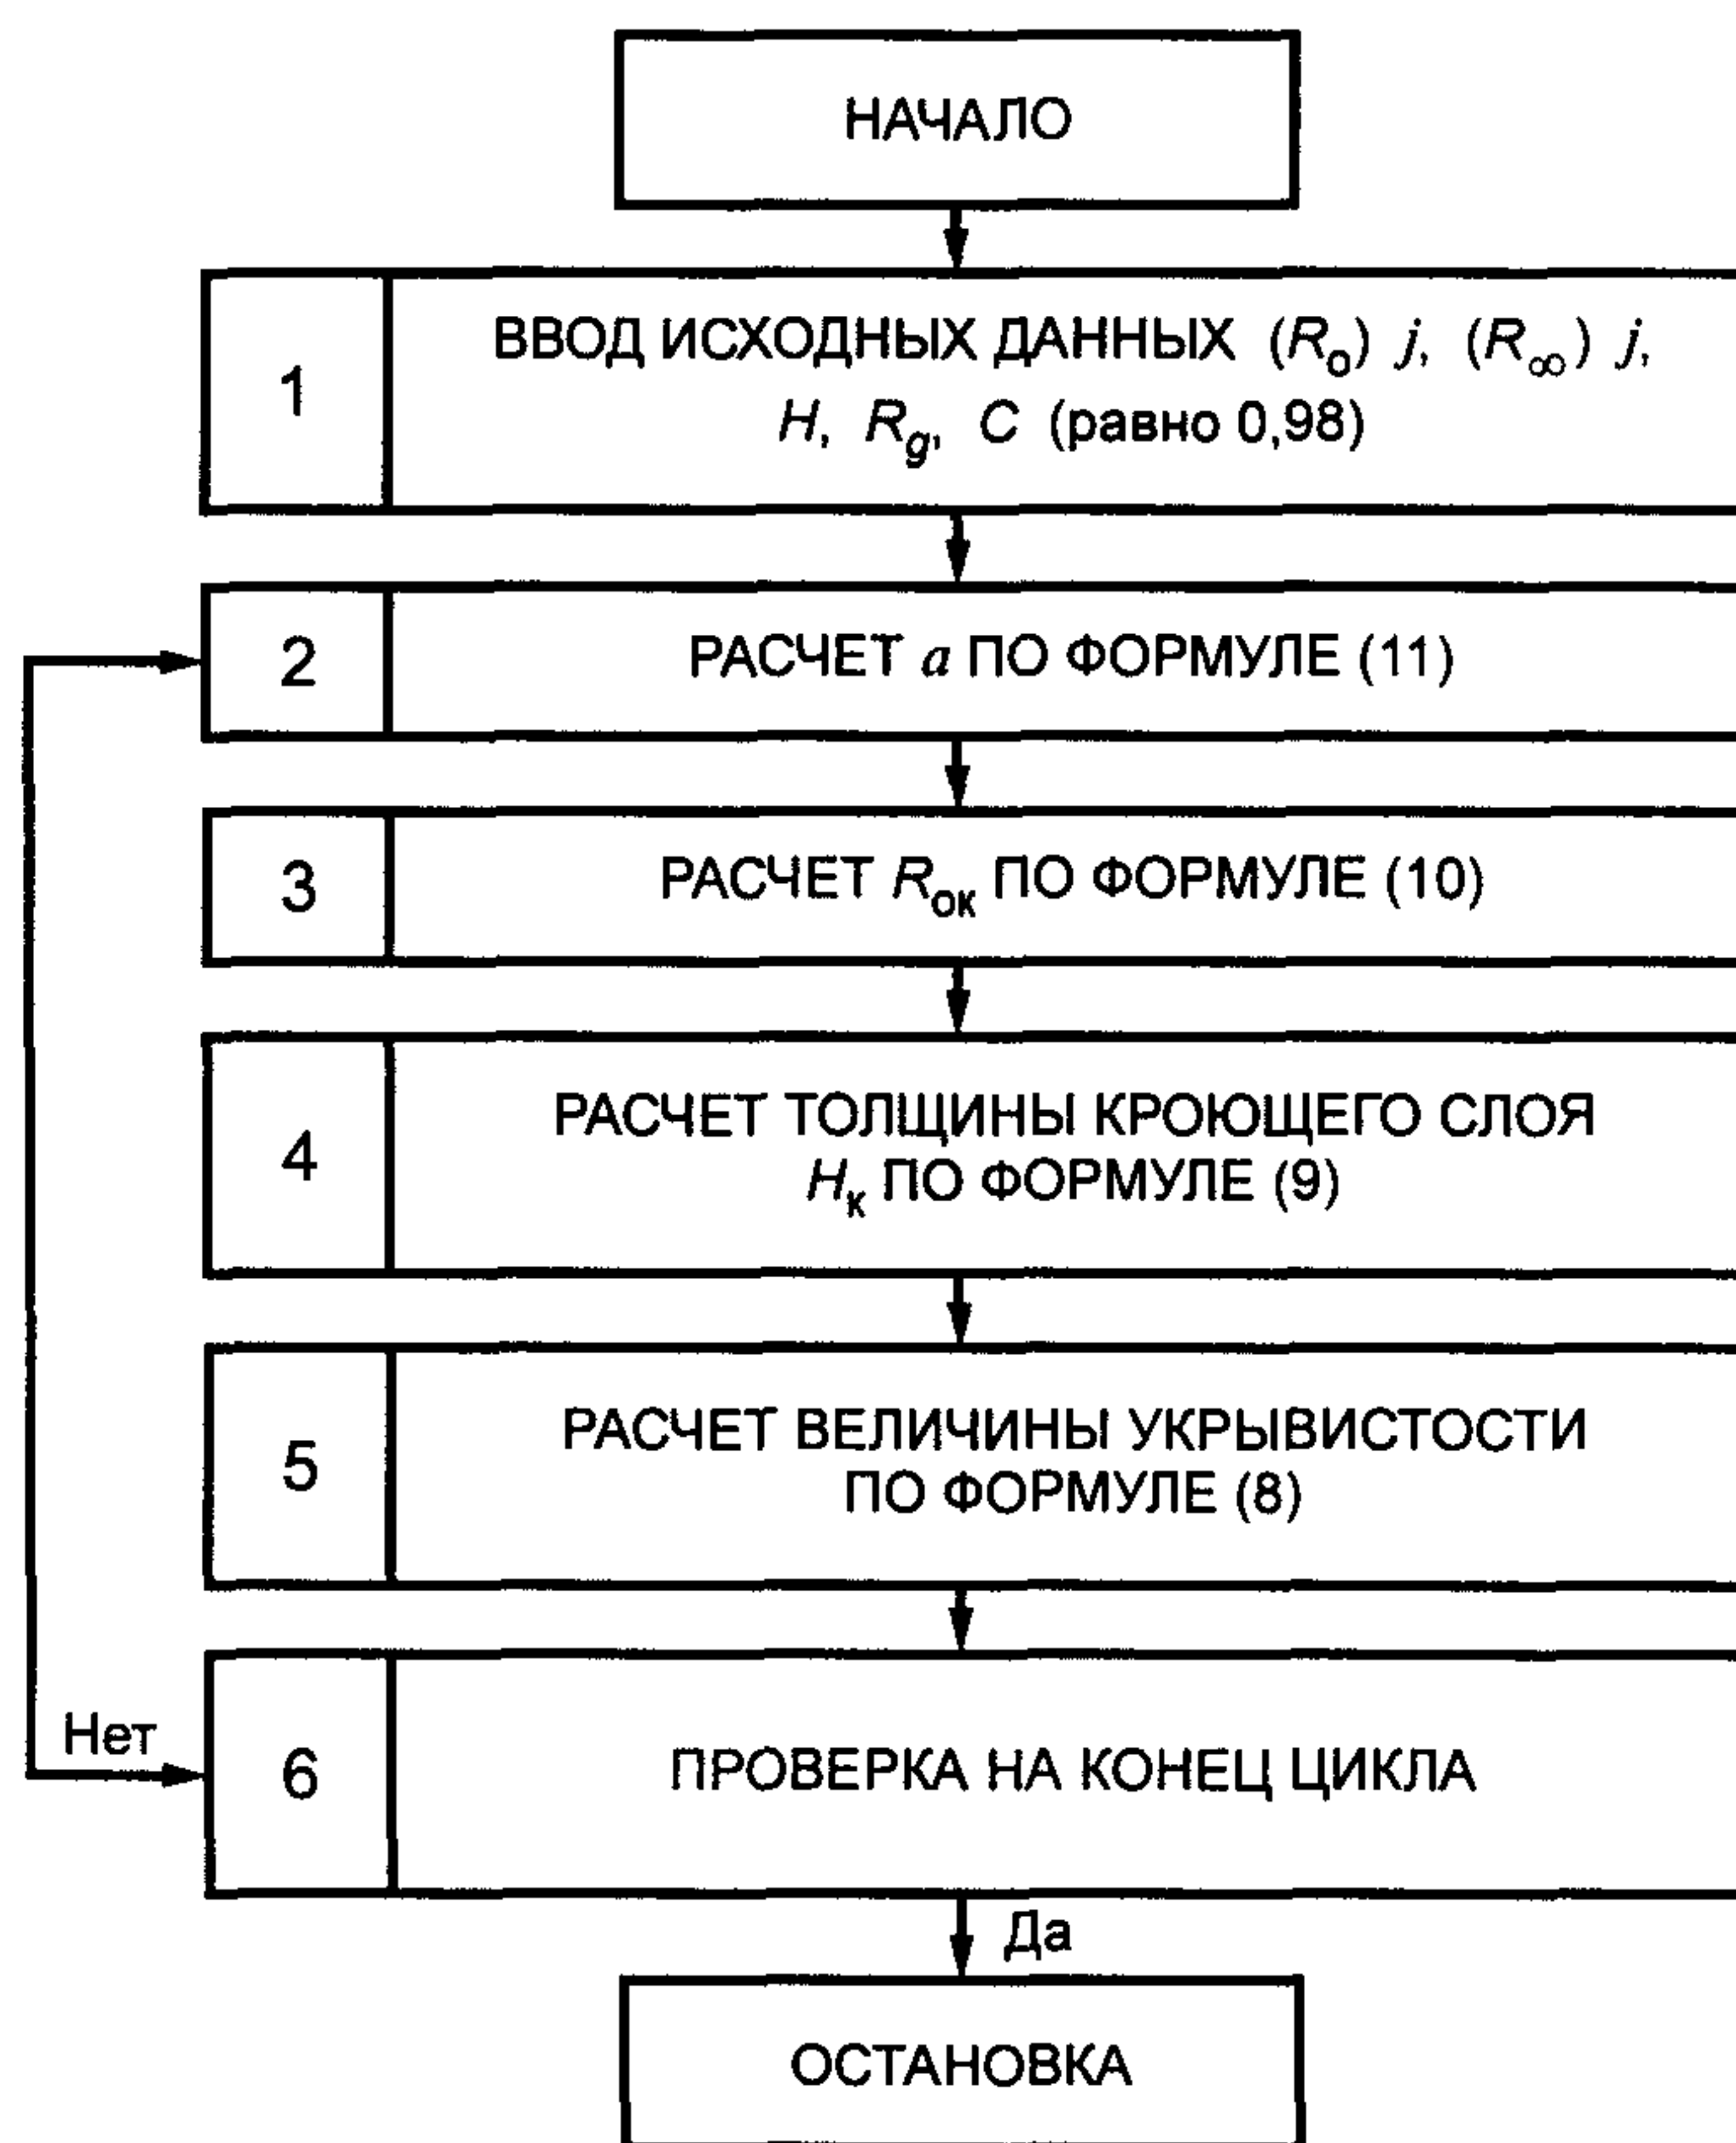 НАЧАЛО
1
ВВОД ИСХОДНЫХ ДАННЫХ (R₀) j, (R∞) j,
H, Rg, C (равно 0,98)
2
РАСЧЕТ a ПО ФОРМУЛЕ (11)
3
РАСЧЕТ Rок ПО ФОРМУЛЕ (10)
4
РАСЧЕТ ТОЛЩИНЫ КРОЮЩЕГО СЛОЯ
Hк ПО ФОРМУЛЕ (9)
5
РАСЧЕТ ВЕЛИЧИНЫ УКРЫВИСТОСТИ
ПО ФОРМУЛЕ (8)
Нет
6
ПРОВЕРКА НА КОНЕЦ ЦИКЛА
Да
ОСТАНОВКА